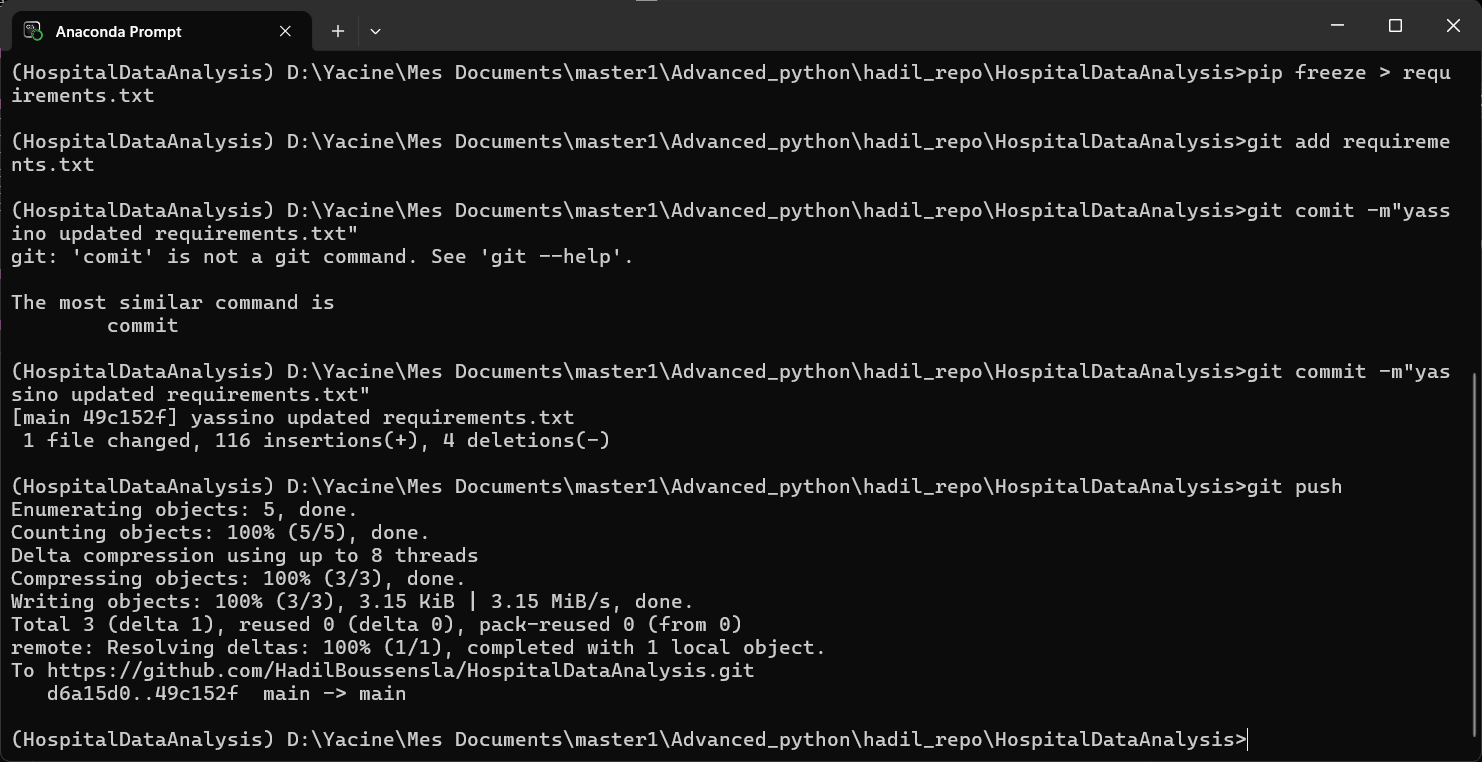 Anaconda Prompt
(HospitalDataAnalysis) D:\Yacine\Mes Documents\master1\Advanced_python\hadil_repo\HospitalDataAnalysis>pip freeze > requ
irements.txt
(HospitalDataAnalysis) D:\Yacine\Mes Documents\master1\Advanced_python\hadil_repo\HospitalDataAnalysis>git add requireme
nts.txt
(HospitalDataAnalysis) D:\Yacine\Mes Documents\master1\Advanced_python\hadil_repo\HospitalDataAnalysis>git comit -m"yass
ino updated requirements.txt"
git: 'comit' is not a git command. See 'git --help'.
The most similar command is
        commit
(HospitalDataAnalysis) D:\Yacine\Mes Documents\master1\Advanced_python\hadil_repo\HospitalDataAnalysis>git commit -m"yas
sino updated requirements.txt"
[main 49c152f] yassino updated requirements.txt
 1 file changed, 116 insertions(+), 4 deletions(-)
(HospitalDataAnalysis) D:\Yacine\Mes Documents\master1\Advanced_python\hadil_repo\HospitalDataAnalysis>git push
Enumerating objects: 5, done.
Counting objects: 100% (5/5), done.
Delta compression using up to 8 threads
Compressing objects: 100% (3/3), done.
Writing objects: 100% (3/3), 3.15 KiB | 3.15 MiB/s, done.
Total 3 (delta 1), reused 0 (delta 0), pack-reused 0 (from 0)
remote: Resolving deltas: 100% (1/1), completed with 1 local object.
To https://github.com/HadilBoussensla/HospitalDataAnalysis.git
   d6a15d0..49c152f  main -> main
(HospitalDataAnalysis) D:\Yacine\Mes Documents\master1\Advanced_python\hadil_repo\HospitalDataAnalysis>